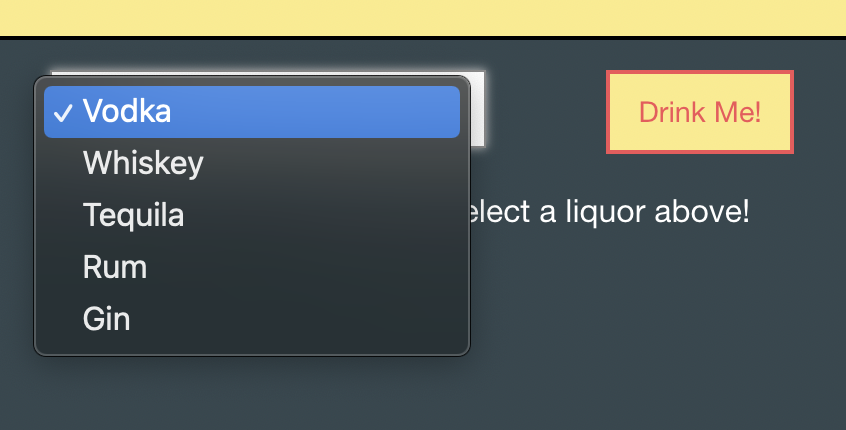 Vodka
Drink Me!
Whiskey
Tequila
elect a liquor above!
Rum
Gin